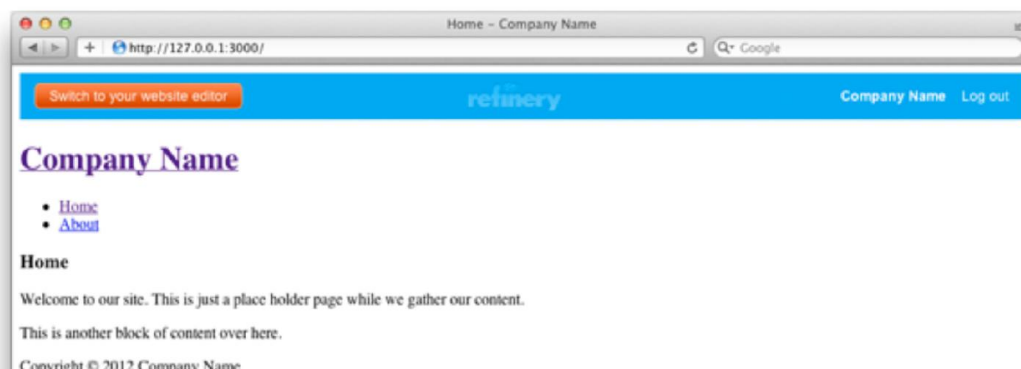 Home – Company Name
http://127.0.0.1:3000/
Google
Switch to your website editor
refinery
Company Name
Log out
Company Name
Home
About
Home
Welcome to our site. This is just a place holder page while we gather our content.
This is another block of content over here.
Copyright © 2012 Company Name